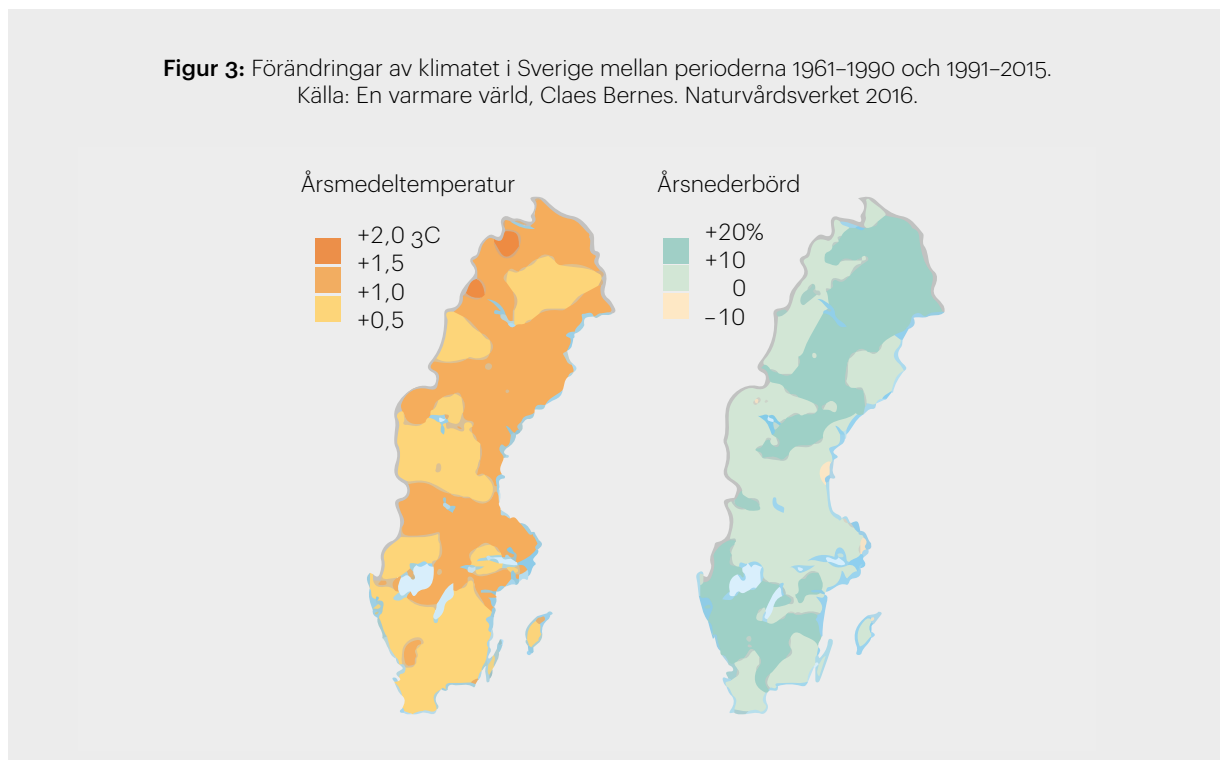 Figur 3: Förändringar av klimatet i Sverige mellan perioderna 1961–1990 och 1991–2015.
Källa: En varmare värld, Claes Bernes. Naturvårdsverket 2016.
Årsmedeltemperatur
+2,0 3C
+1,5
+1,0
+0,5
Årsnederbörd
+20%
+10
0
–10